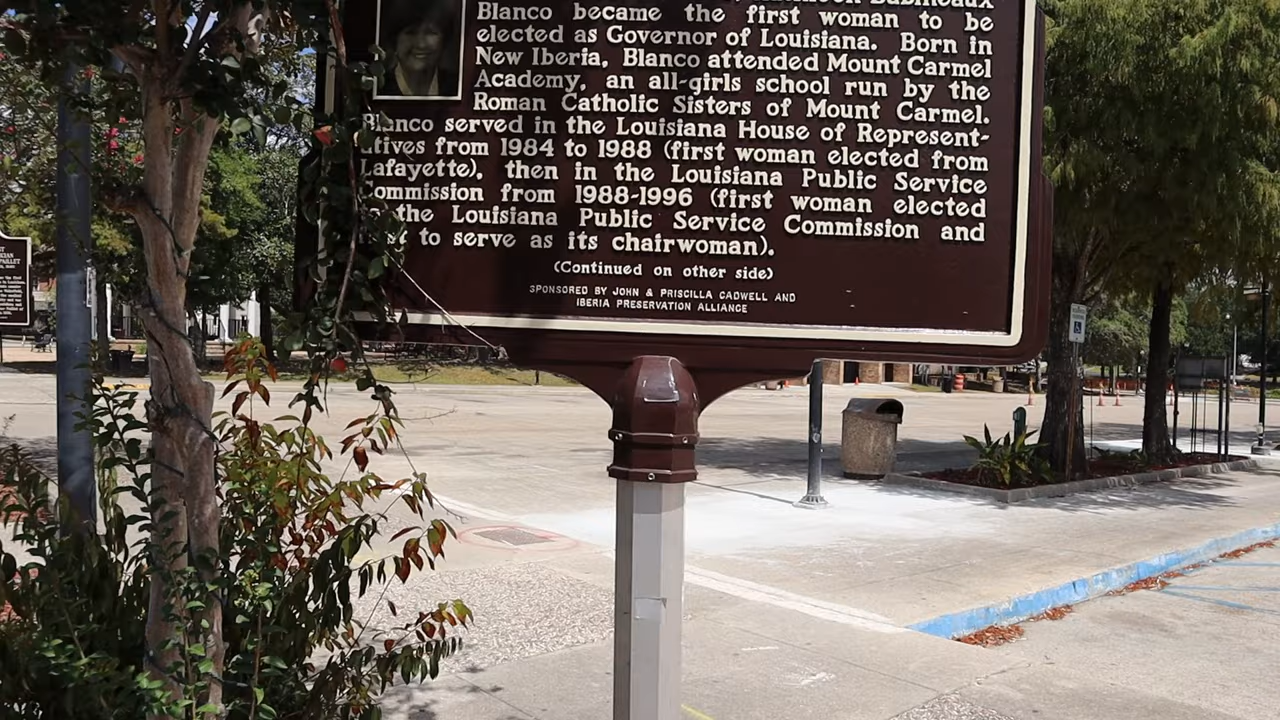 Babineaux
Blanco became the first woman to be
elected as Governor of Louisiana. Born in
New Iberia, Blanco attended Mount Carmel
Academy, an all-girls school run by the
Roman Catholic Sisters of Mount Carmel.
Blanco served in the Louisiana House of Represent-
atives from 1984 to 1988 (first woman elected from
Lafayette), then in the Louisiana Public Service
Commission from 1988-1996 (first woman elected
the Louisiana Public Service Commission and
to serve as its chairwoman).
(Continued on other side)
SPONSORED BY JOHN & PRISCILLA CADWELL AND
IBERIA PRESERVATION ALLIANCE